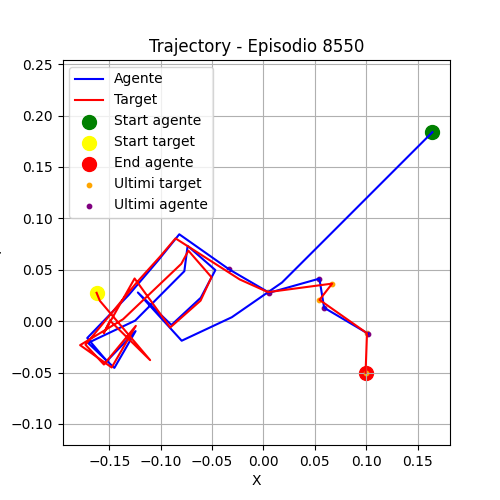 Trajectory - Episodio 8550
Agente
Target
Start agente
Start target
End agente
Ultimi target
Ultimi agente
0.25
0.20
0.15
0.10
0.05
0.00
−0.05
−0.10
−0.15 −0.10 −0.05 0.00 0.05 0.10 0.15
X